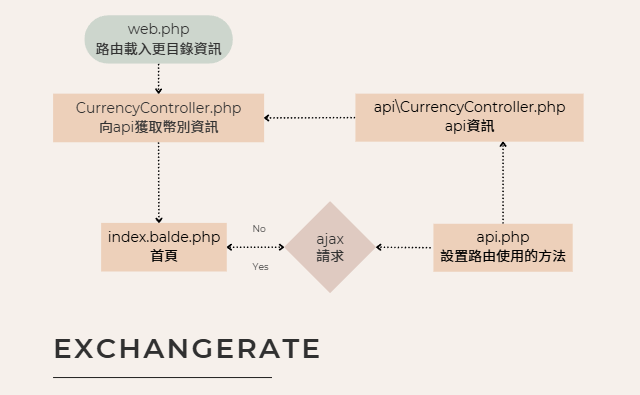 web.php
路由載入更目錄資訊
CurrencyController.php
向api獲取幣別資訊
api\CurrencyController.php
api資訊
index.balde.php
首頁
No
Yes
ajax
請求
api.php
設置路由使用的方法
EXCHANGERATE